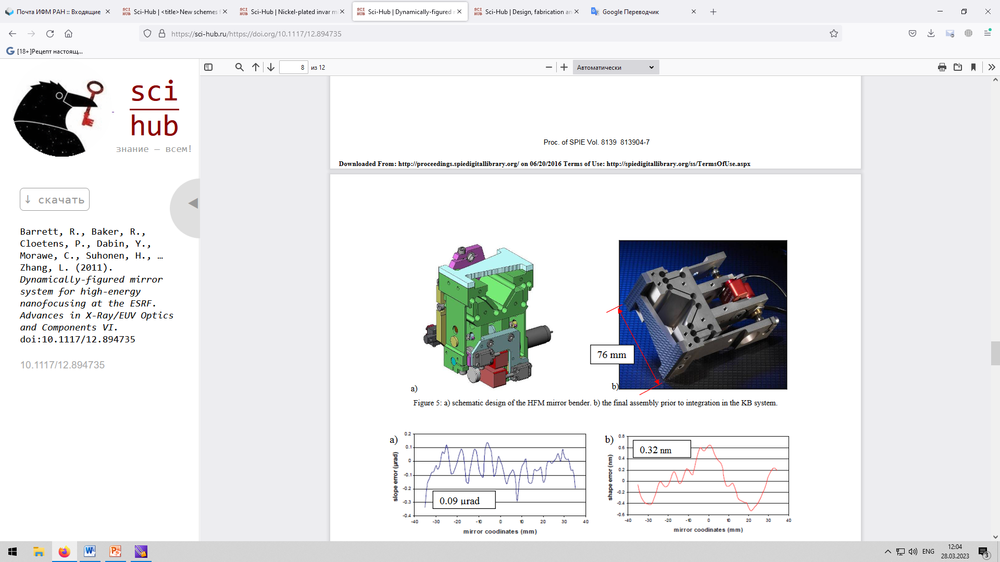 Почта ИФМ РАН :: Входящие
Sci-Hub | <title>New schemes f
Sci-Hub | Nickel-plated invar mi
Sci-Hub | Dynamically-figured m
Sci-Hub | Design, fabrication an
Google Переводчик
https://sci-hub.ru/https://doi.org/10.1117/12.894735
[18+]Рецепт настоящ...
8 из 12
Автоматически
sci
hub
SCI
HUB
знание — всем!
↓ скачать
Barrett, R., Baker, R.,
Cloetens, P., Dabin, Y.,
Morawe, C., Suhonen, H., …
Zhang, L. (2011).
Dynamically-figured mirror
system for high-energy
nanofocusing at the ESRF.
Advances in X-Ray/EUV Optics
and Components VI.
doi:10.1117/12.894735
10.1117/12.894735
Proc. of SPIE Vol. 8139 813904-7
Downloaded From: http://proceedings.spiedigitallibrary.org/ on 06/20/2016 Terms of Use: http://spiedigitallibrary.org/ss/TermsOfUse.aspx
76 mm
a)
b)
Figure 5: a) schematic design of the HFM mirror bender. b) the final assembly prior to integration in the KB system.
a)
0.2
0.1
0
-0.1
-0.2
-0.3
-0.4
slope error (µrad)
0.09 µrad
-40 -30 -20 -10 0 10 20 30 40
mirror coodinates (mm)
b)
0.8
0.6
0.4
0.2
0
-0.2
-0.4
-0.6
shape error (nm)
0.32 nm
-40 -30 -20 -10 0 10 20 30 40
mirror coodinates (mm)
ENG
12:04
28.03.2023
3